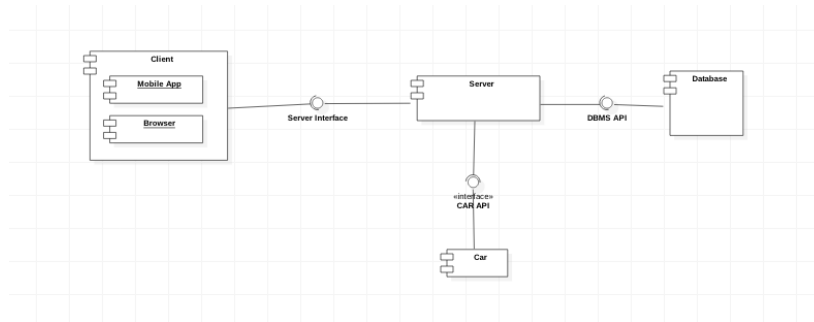 Client
Mobile App
Browser
Server Interface
Server
DBMS API
Database
«interface»
CAR API
Car